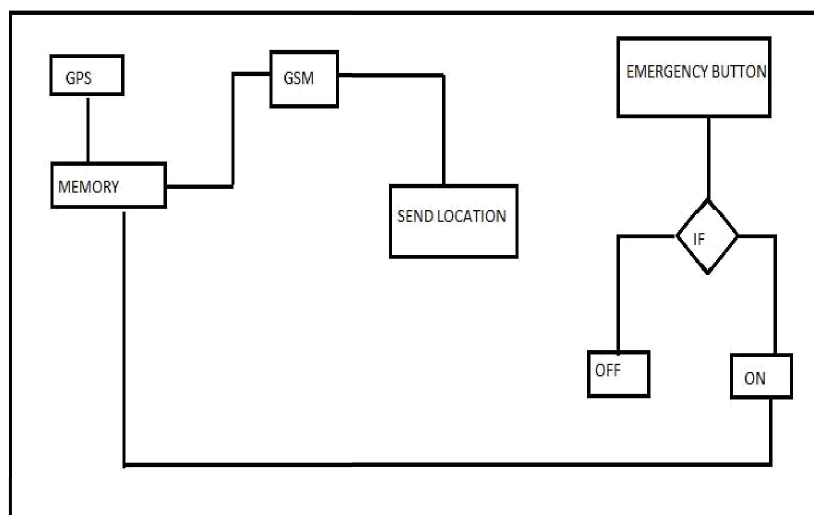 GPS
GSM
EMERGENCY BUTTON
MEMORY
SEND LOCATION
IF
OFF
ON